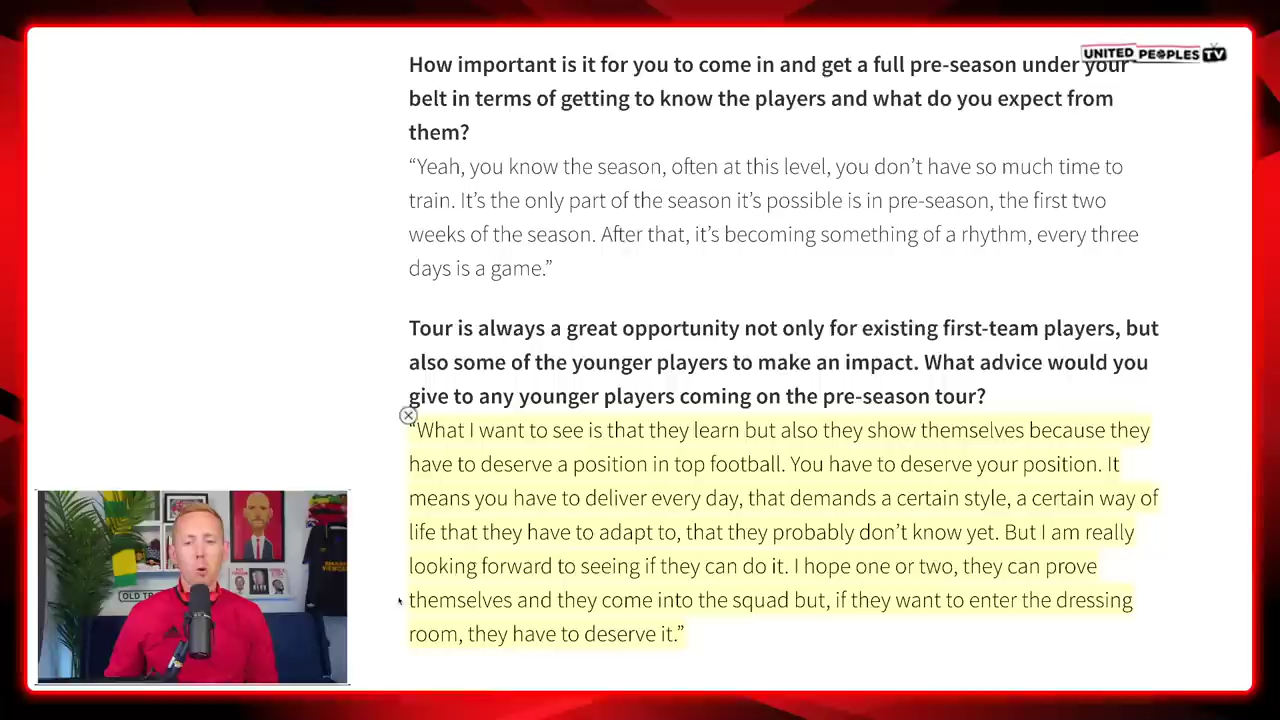 UNITED PEOPLES TV
How important is it for you to come in and get a full pre-season under your
belt in terms of getting to know the players and what do you expect from
them?
“Yeah, you know the season, often at this level, you don’t have so much time to
train. It’s the only part of the season it’s possible is in pre-season, the first two
weeks of the season. After that, it’s becoming something of a rhythm, every three
days is a game.”
Tour is always a great opportunity not only for existing first-team players, but
also some of the younger players to make an impact. What advice would you
give to any younger players coming on the pre-season tour?
“What I want to see is that they learn but also they show themselves because they
have to deserve a position in top football. You have to deserve your position. It
means you have to deliver every day, that demands a certain style, a certain way of
life that they have to adapt to, that they probably don’t know yet. But I am really
looking forward to seeing if they can do it. I hope one or two, they can prove
themselves and they come into the squad but, if they want to enter the dressing
room, they have to deserve it.”
OLD TR